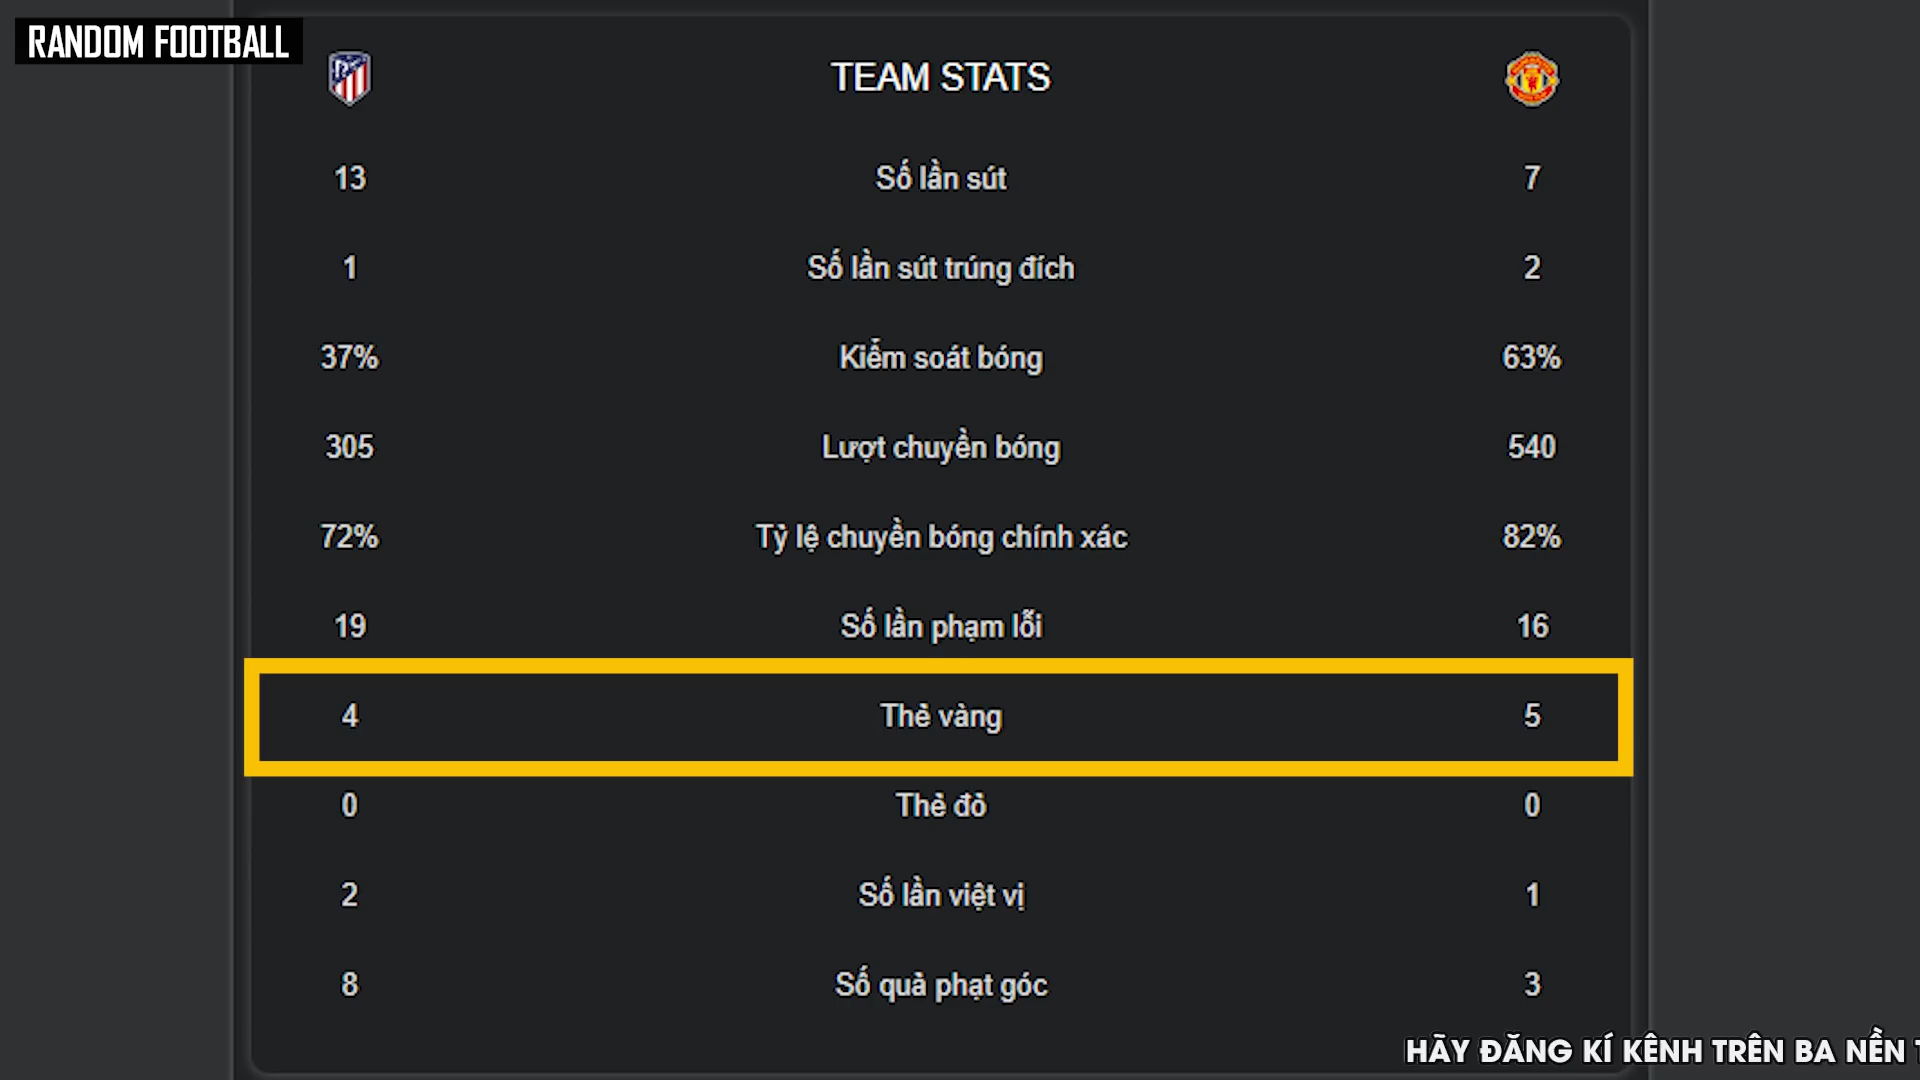 RANDOM FOOTBALL
TEAM STATS
13 Số lần sút 7
1 Số lần sút trúng đích 2
37% Kiểm soát bóng 63%
305 Lượt chuyền bóng 540
72% Tỷ lệ chuyền bóng chính xác 82%
19 Số lần phạm lỗi 16
4 Thẻ vàng 5
0 Thẻ đỏ 0
2 Số lần việt vị 1
8 Số quả phạt góc 3
HÃY ĐĂNG KÍ KÊNH TRÊN BA NỀN